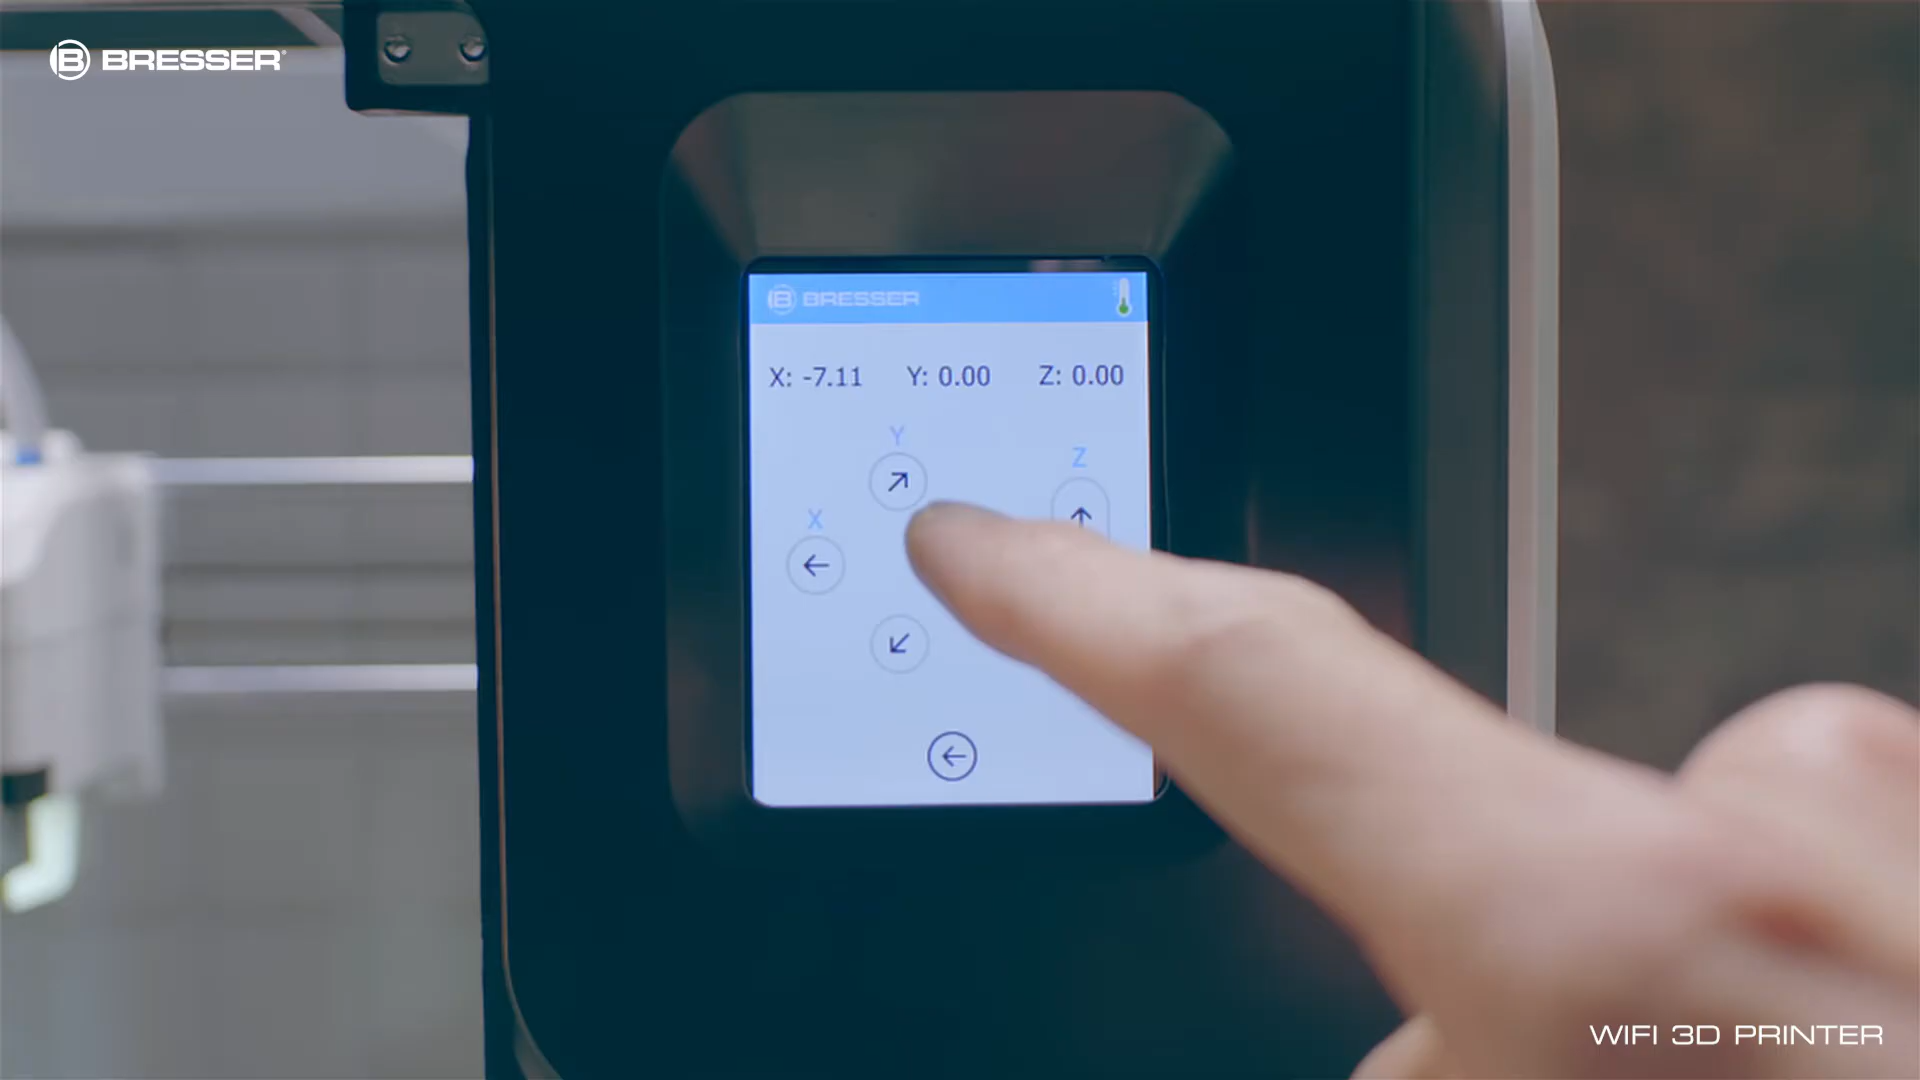 BRESSER
BRESSER
X: -7.11 Y: 0.00 Z: 0.00
Y
Z
X
WIFI 3D PRINTER